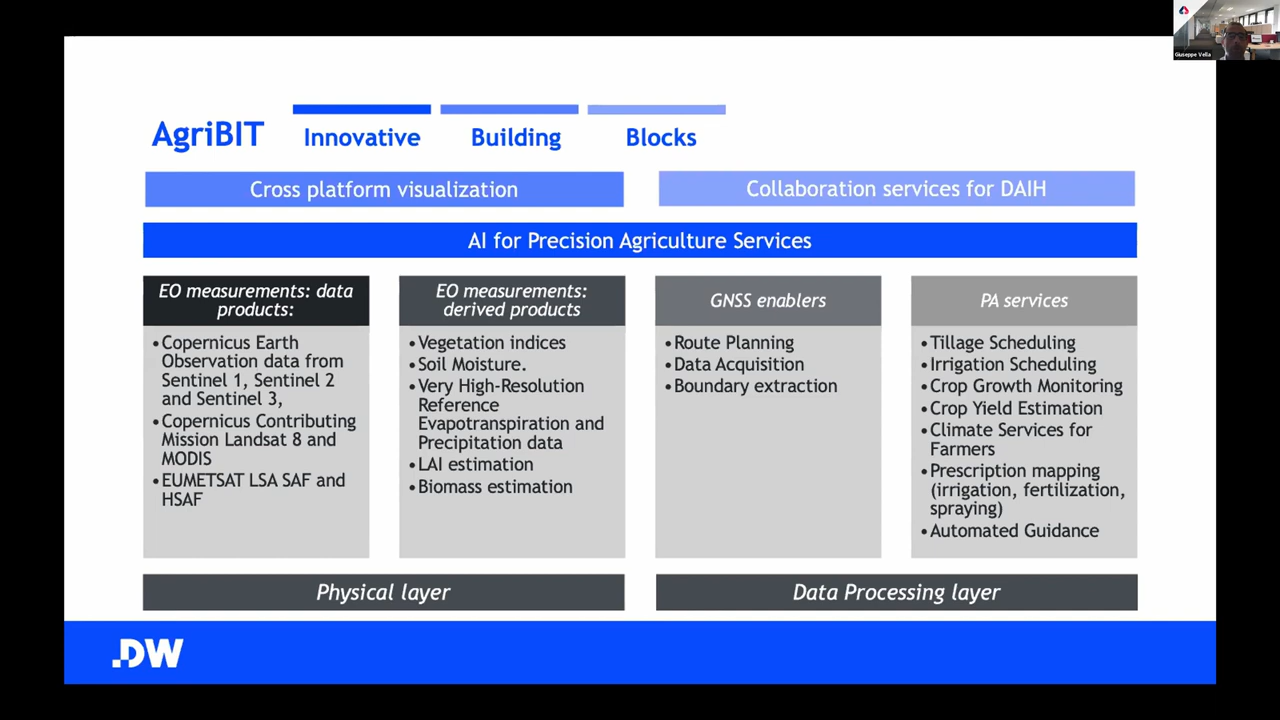 Giuseppe Vella
AgriBIT
Innovative
Building
Blocks
Cross platform visualization
Collaboration services for DAIH
AI for Precision Agriculture Services
EO measurements: data
products:
•Copernicus Earth
Observation data from
Sentinel 1, Sentinel 2
and Sentinel 3,
•Copernicus Contributing
Mission Landsat 8 and
MODIS
•EUMETSAT LSA SAF and
HSAF
EO measurements:
derived products
•Vegetation indices
•Soil Moisture.
•Very High-Resolution
Reference
Evapotranspiration and
Precipitation data
•LAI estimation
•Biomass estimation
GNSS enablers
•Route Planning
•Data Acquisition
•Boundary extraction
PA services
•Tillage Scheduling
•Irrigation Scheduling
•Crop Growth Monitoring
•Crop Yield Estimation
•Climate Services for
Farmers
•Prescription mapping
(irrigation, fertilization,
spraying)
•Automated Guidance
Physical layer
Data Processing layer
.DW